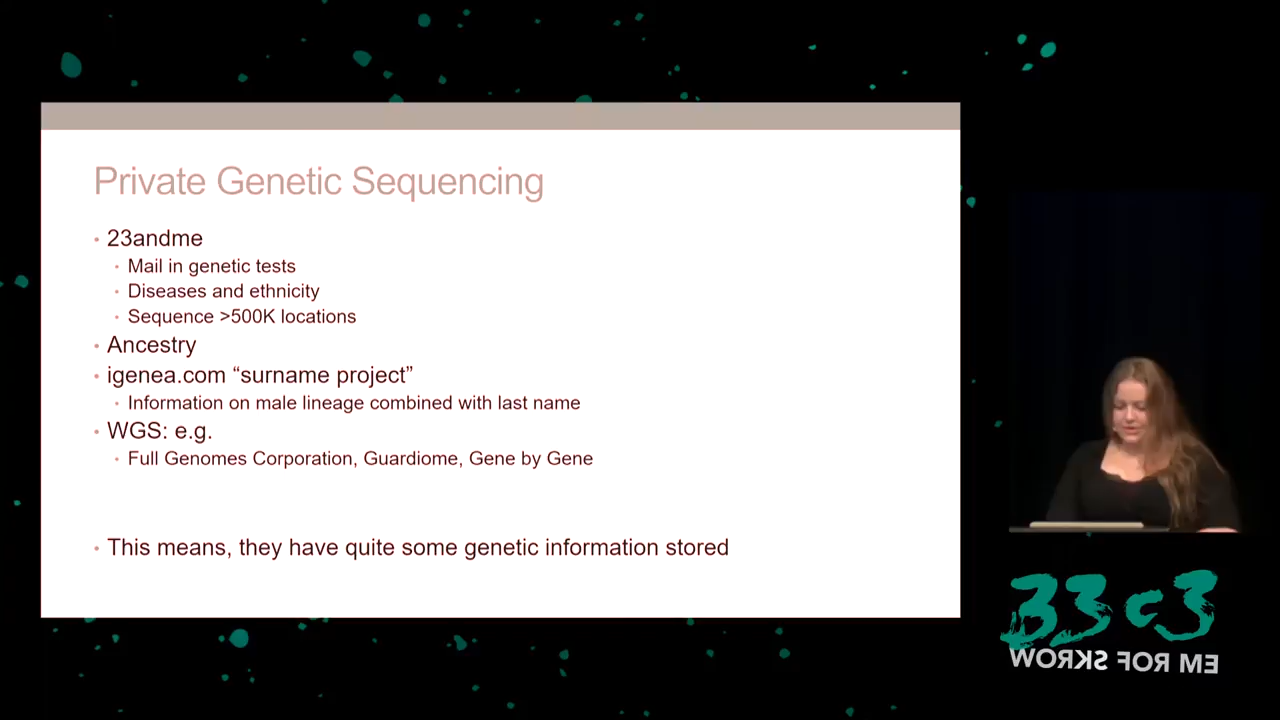 Private Genetic Sequencing
• 23andme
• Mail in genetic tests
• Diseases and ethnicity
• Sequence >500K locations
• Ancestry
• igenea.com “surname project”
• Information on male lineage combined with last name
• WGS: e.g.
• Full Genomes Corporation, Guardiome, Gene by Gene
• This means, they have quite some genetic information stored
33c3
WORKS FOR ME